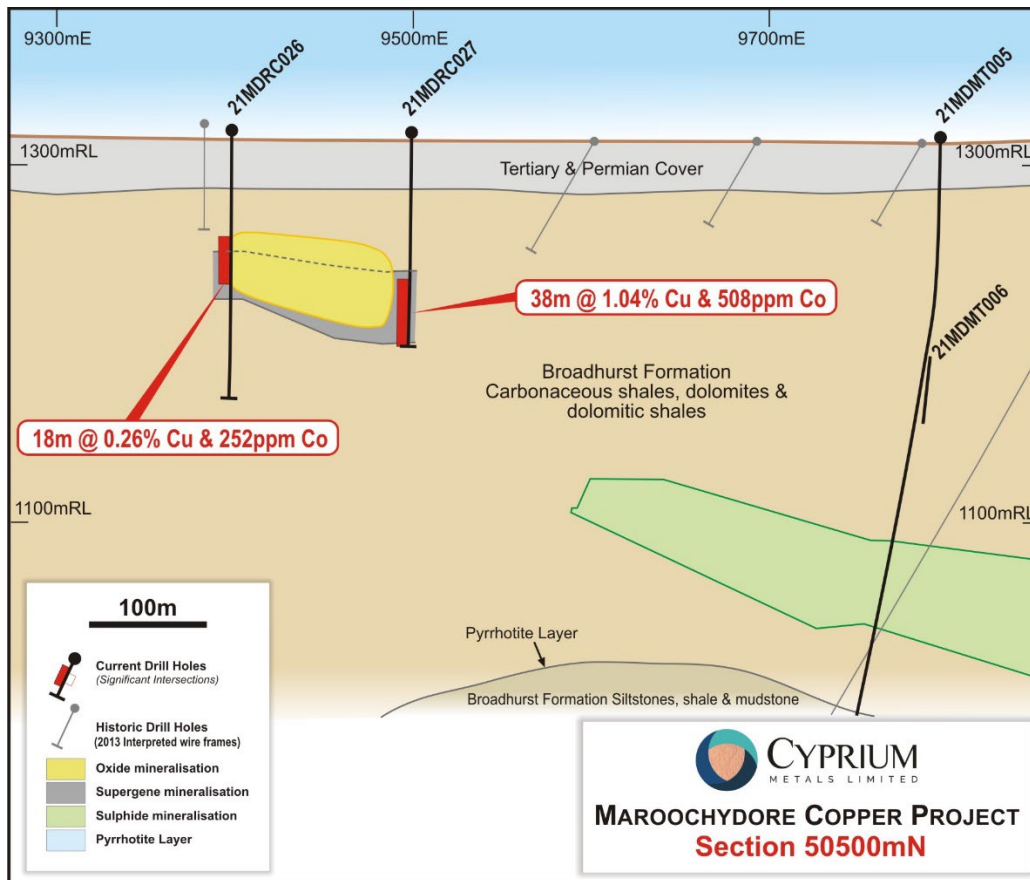 9300mE
9500mE
9700mE
21MDRC026
21MDRC027
21MDMT005
1300mRL
1300mRL
Tertiary & Permian Cover
38m @ 1.04% Cu & 508ppm Co
21MDMT006
Broadhurst Formation
Carbonaceous shales, dolomites &
dolomitic shales
18m @ 0.26% Cu & 252ppm Co
1100mRL
1100mRL
100m
Current Drill Holes
(Significant Intersections)
Historic Drill Holes
(2013 Interpreted wire frames)
Oxide mineralisation
Supergene mineralisation
Sulphide mineralisation
Pyrrhotite Layer
Pyrrhotite Layer
Broadhurst Formation Siltstones, shale & mudstone
CYPRIUM
METALS LIMITED
MAROOCHYDORE COPPER PROJECT
Section 50500mN